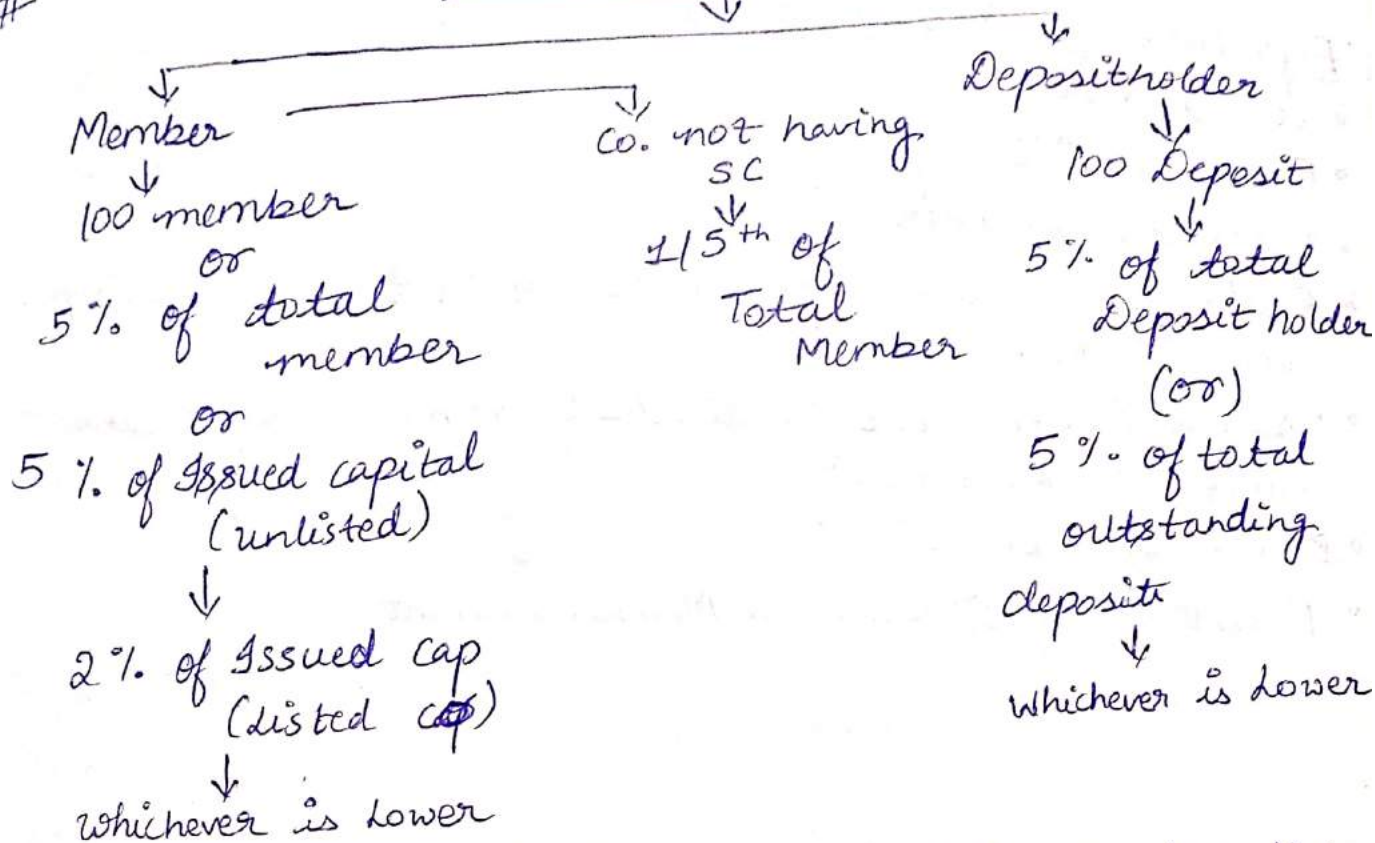 #
Member
100 member
or
5% of total
member
or
5 % of Issued capital
(unlisted)
2% of Issued cap
(Listed co)
Whichever is Lower
Co. not having
SC
1/5th of
Total
Member
Depositholder
100 Deposit
5% of total
Deposit holder
(or)
5% of total
outstanding
deposits
Whichever is Lower